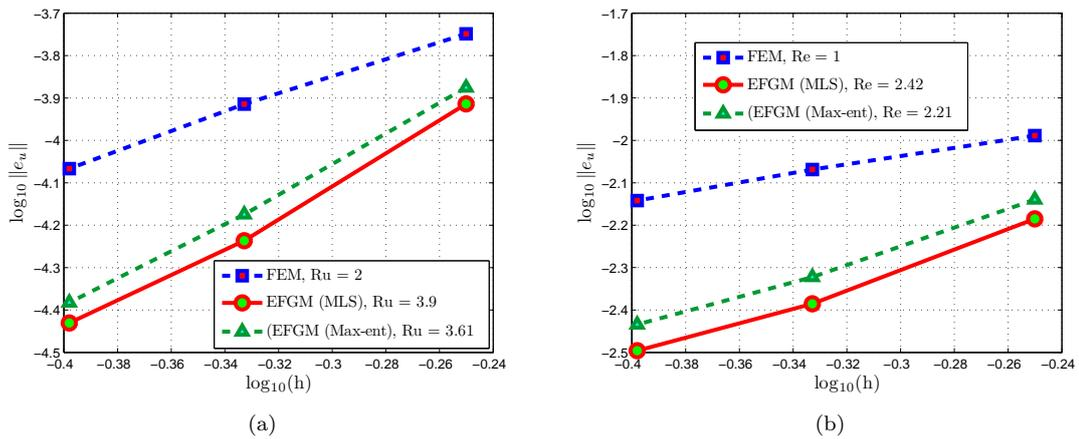 −3.7
−3.8
−3.9
−4
−4.1
−4.2
−4.3
−4.4
−4.5
log₁₀ ||eᵤ||
FEM, Ru = 2
EFGM (MLS), Ru = 3.9
(EFGM (Max-ent), Ru = 3.61
−0.4 −0.38 −0.36 −0.34 −0.32 −0.3 −0.28 −0.26 −0.24
log₁₀(h)
(a)
−1.7
−1.8
−1.9
−2
−2.1
−2.2
−2.3
−2.4
−2.5
log₁₀ ||eᵤ||
FEM, Re = 1
EFGM (MLS), Re = 2.42
(EFGM (Max-ent), Re = 2.21
−0.4 −0.38 −0.36 −0.34 −0.32 −0.3 −0.28 −0.26 −0.24
log₁₀(h)
(b)